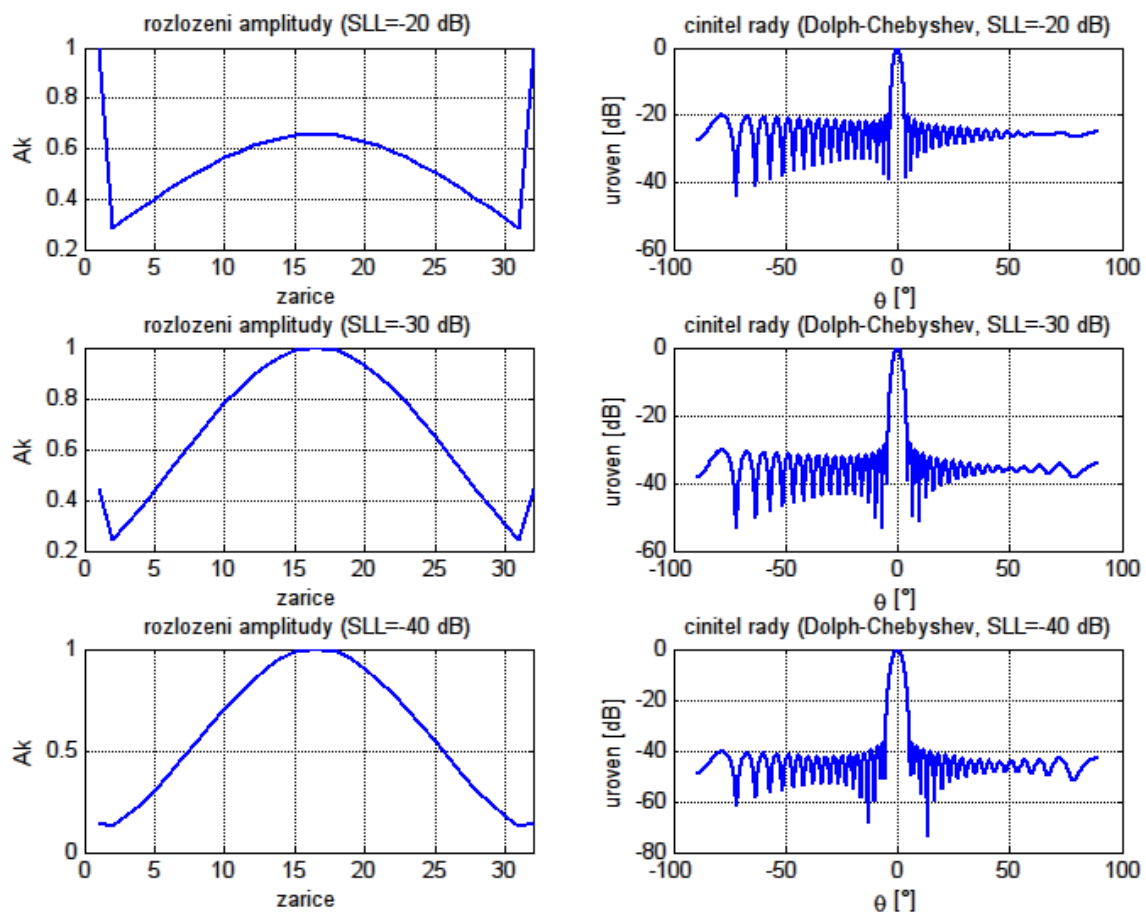 rozlozeni amplitudy (SLL=-20 dB)
1
0.8
0.6
0.4
0.2
Ak
0 5 10 15 20 25 30
zarice
cinitel rady (Dolph-Chebyshev, SLL=-20 dB)
0
-20
-40
-60
uroven [dB]
-100 -50 0 50 100
θ [°]
rozlozeni amplitudy (SLL=-30 dB)
1
0.8
0.6
0.4
0.2
Ak
0 5 10 15 20 25 30
zarice
cinitel rady (Dolph-Chebyshev, SLL=-30 dB)
0
-20
-40
-60
uroven [dB]
-100 -50 0 50 100
θ [°]
rozlozeni amplitudy (SLL=-40 dB)
1
0.5
0
Ak
0 5 10 15 20 25 30
zarice
cinitel rady (Dolph-Chebyshev, SLL=-40 dB)
0
-20
-40
-60
-80
uroven [dB]
-100 -50 0 50 100
θ [°]